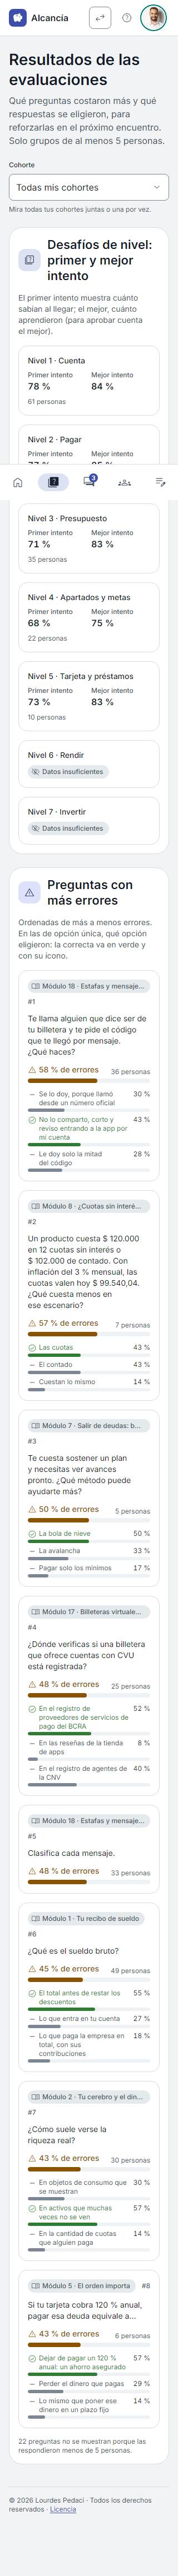 Alcancía
Resultados de las
evaluaciones
Qué preguntas costaron más y qué
respuestas se eligieron, para
reforzarlas en el próximo encuentro.
Solo grupos de al menos 5 personas.
Cohorte
Todas mis cohortes
Mira todas tus cohortes juntas o una por vez.
Desafíos de nivel:
primer y mejor
intento
El primer intento muestra cuánto
sabían al llegar; el mejor, cuánto
aprendieron (para aprobar cuenta
el mejor).
Nivel 1 · Cuenta
Primer intento Mejor intento
78 % 84 %
61 personas
Nivel 2 · Pagar
Primer intento Mejor intento
3
Nivel 3 · Presupuesto
Primer intento Mejor intento
71 % 83 %
35 personas
Nivel 4 · Apartados y metas
Primer intento Mejor intento
68 % 75 %
22 personas
Nivel 5 · Tarjeta y préstamos
Primer intento Mejor intento
73 % 83 %
10 personas
Nivel 6 · Rendir
Datos insuficientes
Nivel 7 · Invertir
Datos insuficientes
Preguntas con
más errores
Ordenadas de más a menos errores.
En las de opción única, qué opción
eligieron: la correcta va en verde y
con su icono.
Módulo 18 · Estafas y mensaje...
#1
Te llama alguien que dice ser de
tu billetera y te pide el código
que te llegó por mensaje.
¿Qué haces?
58 % de errores 36 personas
Se lo doy, porque llamó
desde un número oficial 30 %
No lo comparto, corto y
reviso entrando a la app por
mi cuenta 43 %
Le doy solo la mitad
del código 28 %
Módulo 8 · ¿Cuotas sin interé...
#2
Un producto cuesta $ 120.000
en 12 cuotas sin interés o
$ 102.000 de contado. Con
inflación del 3 % mensual, las
cuotas valen hoy $ 99.540,04.
¿Qué cuesta menos en
ese escenario?
57 % de errores 7 personas
Las cuotas 43 %
El contado 43 %
Cuestan lo mismo 14 %
Módulo 7 · Salir de deudas: b...
#3
Te cuesta sostener un plan
y necesitas ver avances
pronto. ¿Qué método puede
ayudarte más?
50 % de errores 5 personas
La bola de nieve 50 %
La avalancha 33 %
Pagar solo los mínimos 17 %
Módulo 17 · Billeteras virtuale...
#4
¿Dónde verificas si una billetera
que ofrece cuentas con CVU
está registrada?
48 % de errores 25 personas
En el registro de
proveedores de servicios de
pago del BCRA 52 %
En las reseñas de la tienda
de apps 8 %
En el registro de agentes de
la CNV 40 %
Módulo 18 · Estafas y mensaje...
#5
Clasifica cada mensaje.
48 % de errores 33 personas
Módulo 1 · Tu recibo de sueldo
#6
¿Qué es el sueldo bruto?
45 % de errores 49 personas
El total antes de restar los
descuentos 55 %
Lo que entra en tu cuenta 27 %
Lo que paga la empresa en
total, con sus
contribuciones 18 %
Módulo 2 · Tu cerebro y el din...
#7
¿Cómo suele verse la
riqueza real?
43 % de errores 30 personas
En objetos de consumo que
se muestran 30 %
En activos que muchas
veces no se ven 57 %
En la cantidad de cuotas
que alguien paga 14 %
Módulo 5 · El orden importa #8
Si tu tarjeta cobra 120 % anual,
pagar esa deuda equivale a...
43 % de errores 6 personas
Dejar de pagar un 120 %
anual: un ahorro asegurado 57 %
Perder el dinero que pagas 29 %
Lo mismo que poner ese
dinero en un plazo fijo 14 %
22 preguntas no se muestran porque las
respondieron menos de 5 personas.
© 2026 Lourdes Pedaci · Todos los derechos
reservados · Licencia